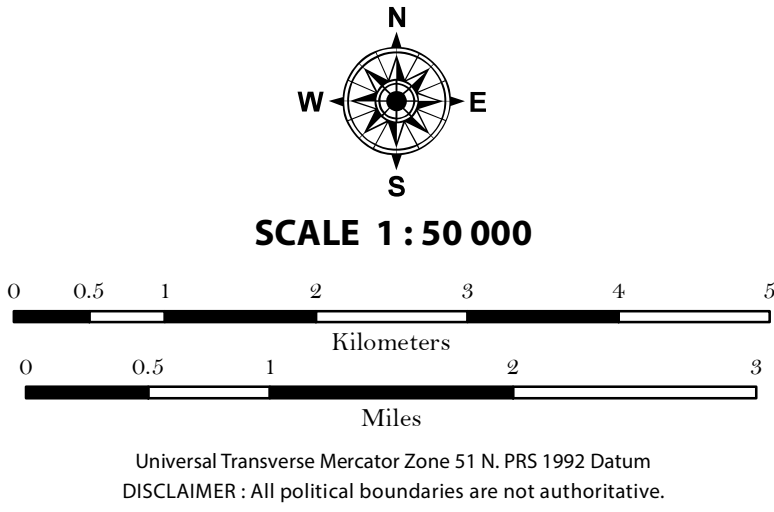 N
W E
S
SCALE 1 : 50 000
0 0.5 1 2 3 4 5
Kilometers
0 0.5 1 2 3
Miles
Universal Transverse Mercator Zone 51 N. PRS 1992 Datum
DISCLAIMER : All political boundaries are not authoritative.